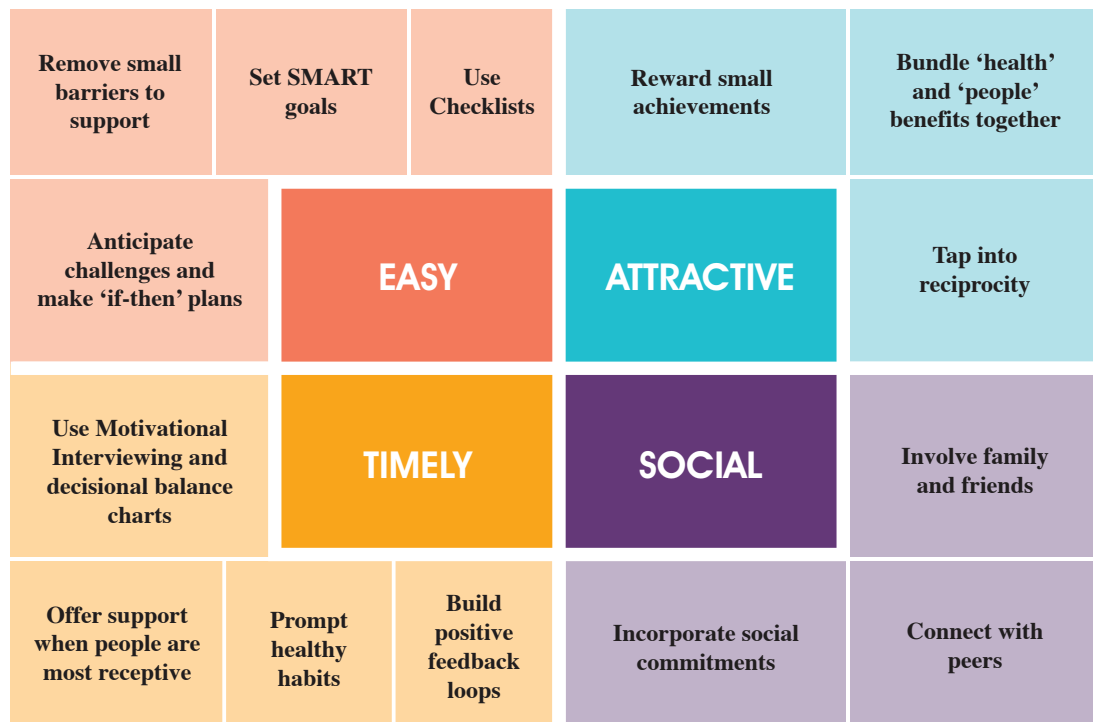 Remove small
barriers to
support
Set SMART
goals
Use
Checklists
Reward small
achievements
Bundle ‘health’
and ‘people’
benefits together
Anticipate
challenges and
make ‘if-then’ plans
EASY
ATTRACTIVE
Tap into
reciprocity
Use Motivational
Interviewing and
decisional balance
charts
TIMELY
SOCIAL
Involve family
and friends
Offer support
when people are
most receptive
Prompt
healthy
habits
Build
positive
feedback
loops
Incorporate social
commitments
Connect with
peers